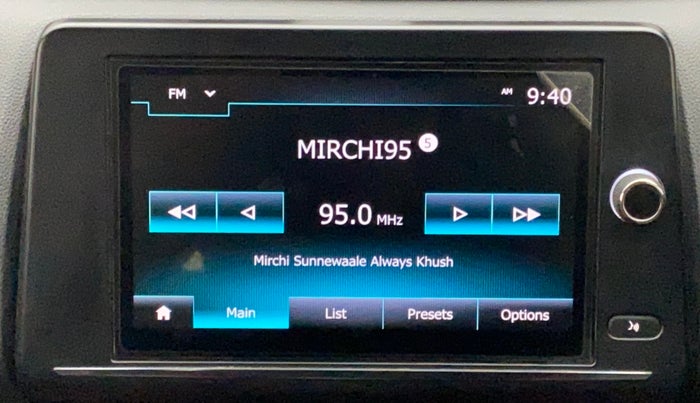 FM
AM 9:40
MIRCHI95 5
95.0 MHz
Mirchi Sunnewaale Always Khush
Main List Presets Options